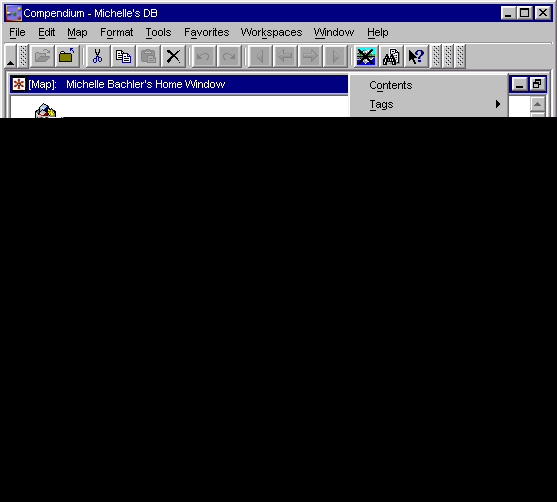 Compendium - Michelle's DB
File Edit Map Format Tools Favorites Workspaces Window Help
[Map]: Michelle Bachler's Home Window
Contents
Tags